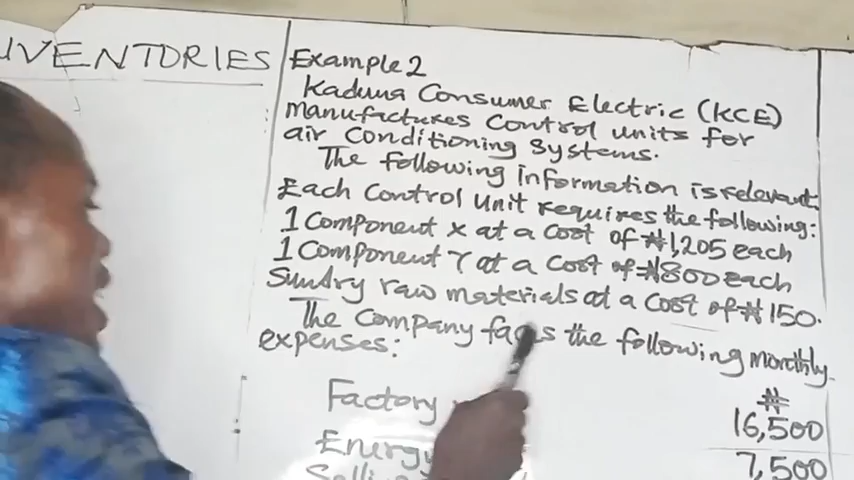 IVENTORIES
Example 2
Kaduna Consumer Electric (KCE)
manufactures Control units for
air Conditioning Systems.
The following information is relevant.
Each Control Unit requires the following:
1 Component X at a Cost of ₦1,205 each
1 Component Y at a Cost of ₦800 each
Sundry raw materials at a Cost of ₦150.
The Company faces the following monthly
expenses:
₦
Factory 16,500
Energy 7,500